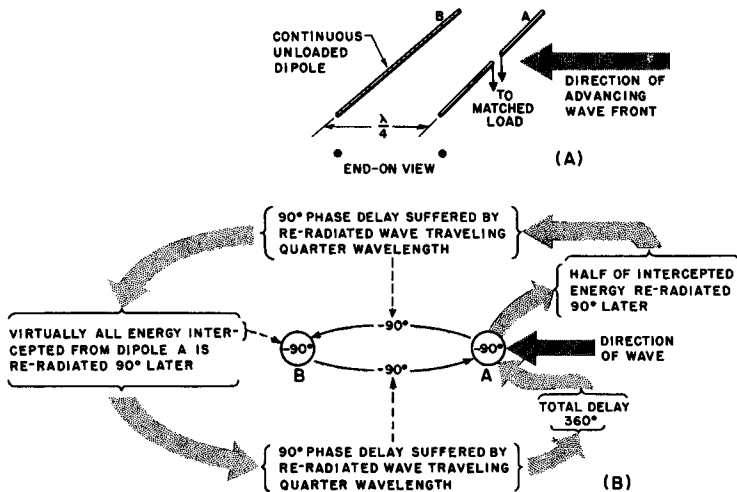 B
A
CONTINUOUS
UNLOADED
DIPOLE
TO
MATCHED
LOAD
DIRECTION OF
ADVANCING
WAVE FRONT
λ
4
END-ON VIEW
(A)
90° PHASE DELAY SUFFERED BY
RE-RADIATED WAVE TRAVELING
QUARTER WAVELENGTH
HALF OF INTERCEPTED
ENERGY RE-RADIATED
90° LATER
VIRTUALLY ALL ENERGY INTER-
CEPTED FROM DIPOLE A IS
RE-RADIATED 90° LATER
-90°
-90°
B
-90°
-90°
A
DIRECTION
OF WAVE
TOTAL DELAY
360°
90° PHASE DELAY SUFFERED BY
RE-RADIATED WAVE TRAVELING
QUARTER WAVELENGTH
(B)